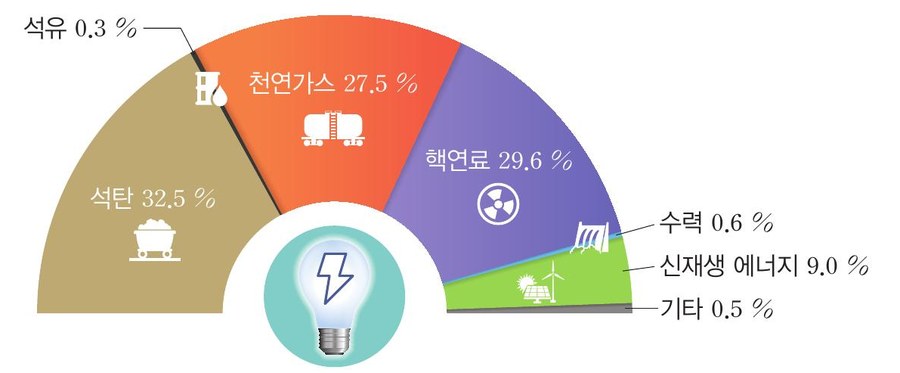 석유 0.3 %
천연가스 27.5 %
핵연료 29.6 %
석탄 32.5 %
수력 0.6 %
신재생 에너지 9.0 %
기타 0.5 %